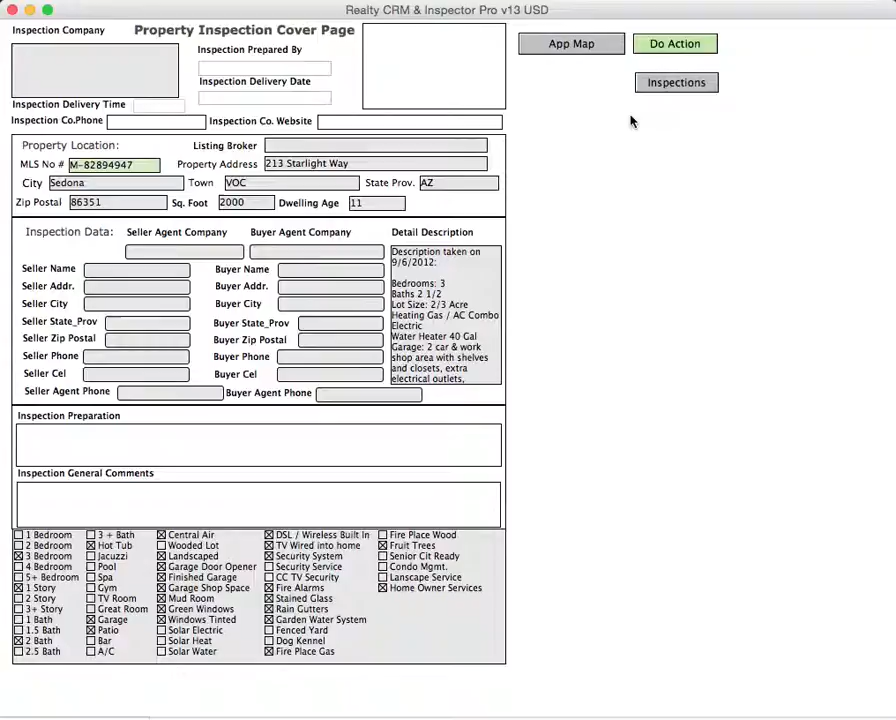 Realty CRM & Inspector Pro v13 USD
Inspection Company
Property Inspection Cover Page
Inspection Prepared By
Inspection Delivery Date
Inspection Delivery Time
Inspection Co.Phone
Inspection Co. Website
App Map
Do Action
Inspections
Property Location:
Listing Broker
MLS No # M-82894947
Property Address 213 Starlight Way
City Sedona
Town VOC
State Prov. AZ
Zip Postal 86351
Sq. Foot 2000
Dwelling Age 11
Inspection Data:
Seller Agent Company
Buyer Agent Company
Detail Description
Seller Name
Buyer Name
Seller Addr.
Buyer Addr.
Seller City
Buyer City
Seller State_Prov
Buyer State_Prov
Seller Zip Postal
Buyer Zip Postal
Seller Phone
Buyer Phone
Seller Cel
Buyer Cel
Seller Agent Phone
Buyer Agent Phone
Description taken on
9/6/2012:
Bedrooms: 3
Baths 2 1/2
Lot Size: 2/3 Acre
Heating Gas / AC Combo
Electric
Water Heater 40 Gal
Garage: 2 car & work
shop area with shelves
and closets, extra
electrical outlets,
Inspection Preparation
Inspection General Comments
1 Bedroom
2 Bedroom
3 Bedroom
4 Bedroom
5+ Bedroom
1 Story
2 Story
3+ Story
1 Bath
1.5 Bath
2 Bath
2.5 Bath
3 + Bath
Hot Tub
Jacuzzi
Pool
Spa
Gym
TV Room
Great Room
Garage
Patio
Bar
A/C
Central Air
Wooded Lot
Landscaped
Garage Door Opener
Finished Garage
Garage Shop Space
Mud Room
Green Windows
Windows Tinted
Solar Electric
Solar Heat
Solar Water
DSL / Wireless Built In
TV Wired into home
Security System
Security Service
CC TV Security
Fire Alarms
Stained Glass
Rain Gutters
Garden Water System
Fenced Yard
Dog Kennel
Fire Place Gas
Fire Place Wood
Fruit Trees
Senior Cit Ready
Condo Mgmt.
Lanscape Service
Home Owner Services